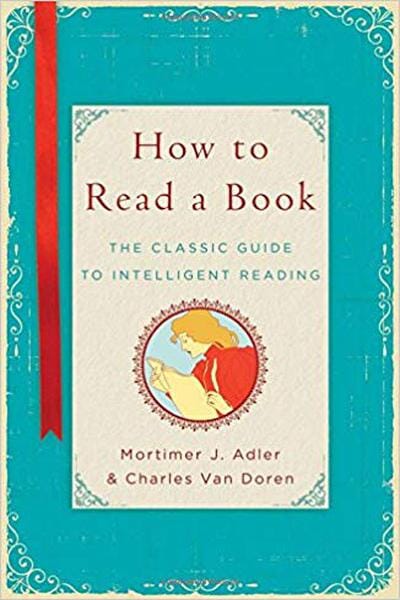 How to
Read a Book
THE CLASSIC GUIDE
TO INTELLIGENT READING
Mortimer J. Adler
& Charles Van Doren